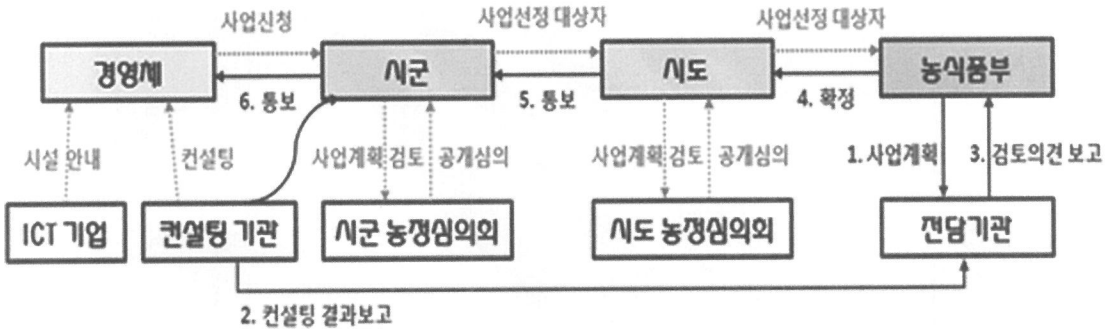 사업신청
사업선정 대상자
사업선정 대상자
경영체
시군
시도
농식품부
6. 통보
5. 통보
4. 확정
시설 안내
컨설팅
사업계획 검토
공개심의
사업계획 검토
공개심의
1. 사업계획
3. 검토의견 보고
ICT 기업
컨설팅 기관
시군 농정심의회
시도 농정심의회
전담기관
2. 컨설팅 결과보고